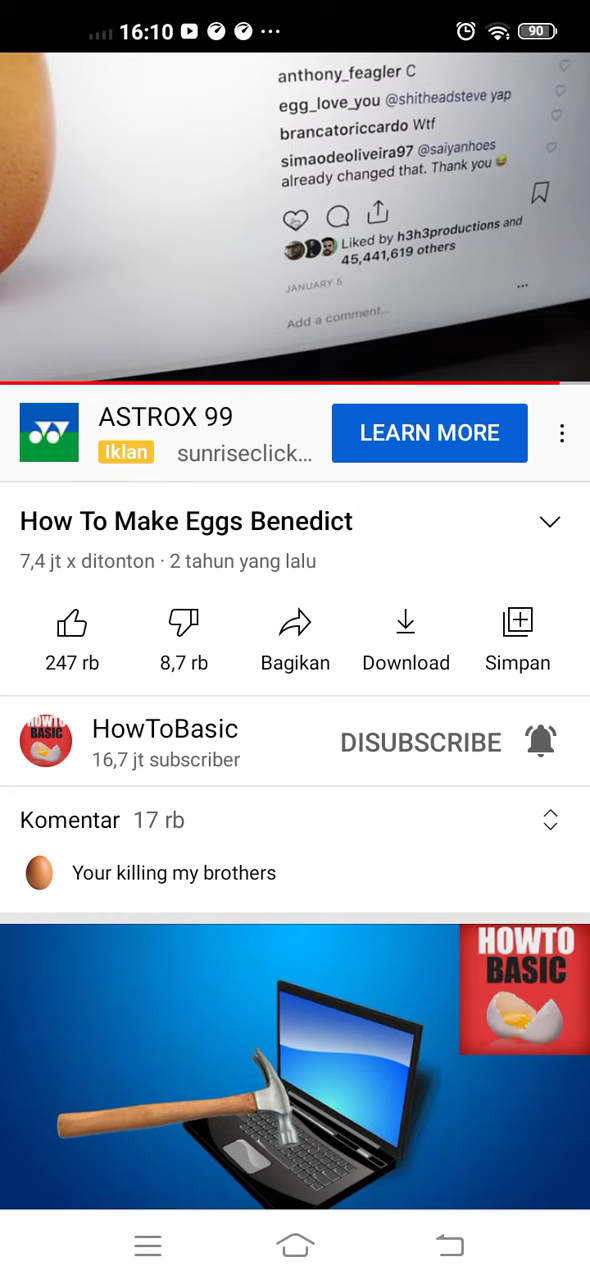 16:10
90
anthony_feagler C
egg_love_you @shitheadsteve yap
brancatoriccardo Wtf
simaodeoliveira97 @saiyanhoes
already changed that. Thank you 😂
Liked by h3h3productions and
45,441,619 others
JANUARY 5
Add a comment...
ASTROX 99
LEARN MORE
Iklan sunriseclick...
How To Make Eggs Benedict
7,4 jt x ditonton · 2 tahun yang lalu
247 rb 8,7 rb Bagikan Download Simpan
HOWTO
BASIC
HowToBasic
DISUBSCRIBE
16,7 jt subscriber
Komentar 17 rb
Your killing my brothers
HOWTO
BASIC